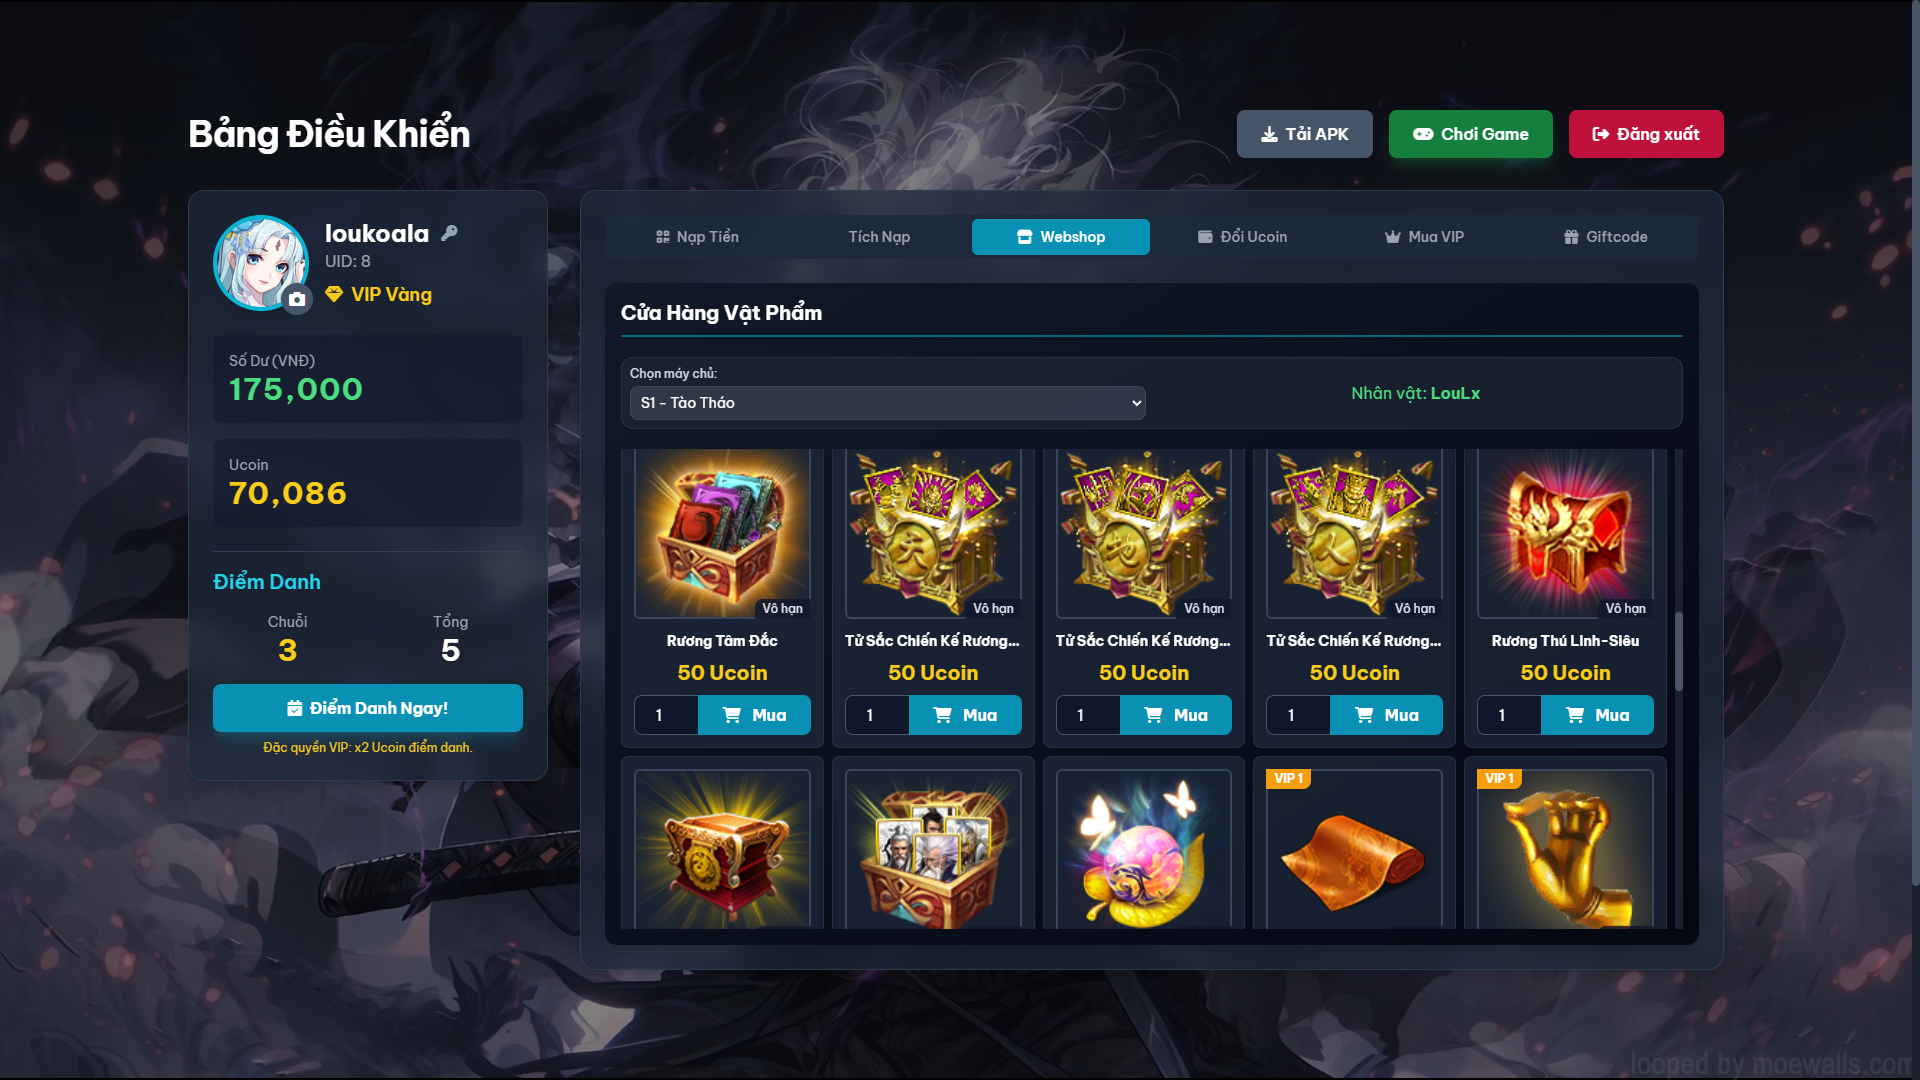 Bảng Điều Khiển
Tải APK
Chơi Game
Đăng xuất
loukoala
UID: 8
VIP Vàng
Số Dư (VNĐ)
175,000
Ucoin
70,086
Điểm Danh
Chuỗi
Tổng
3
5
Điểm Danh Ngay!
Đặc quyền VIP: x2 Ucoin điểm danh.
Nạp Tiền
Tích Nạp
Webshop
Đổi Ucoin
Mua VIP
Giftcode
Cửa Hàng Vật Phẩm
Chọn máy chủ:
S1 - Tào Tháo
Nhân vật: LouLx
天
地
人
Vô hạn
Vô hạn
Vô hạn
Vô hạn
Vô hạn
Rương Tâm Đắc
Tử Sắc Chiến Kế Rương...
Tử Sắc Chiến Kế Rương...
Tử Sắc Chiến Kế Rương...
Rương Thú Linh-Siêu
50 Ucoin
50 Ucoin
50 Ucoin
50 Ucoin
50 Ucoin
1 Mua
1 Mua
1 Mua
1 Mua
1 Mua
VIP 1
VIP 1
looped by moewalls.com